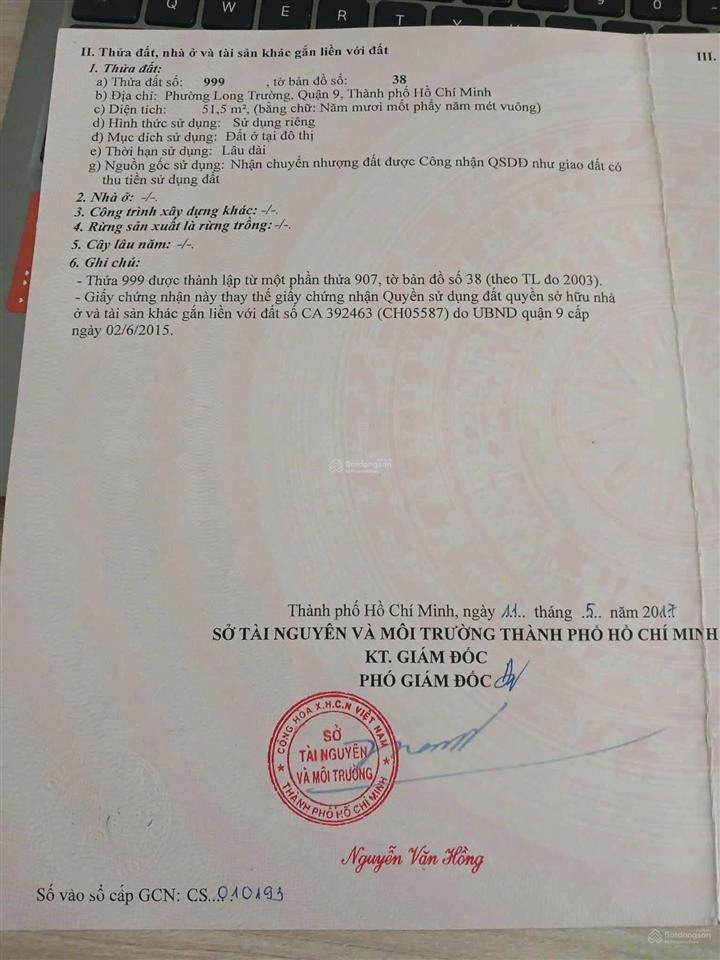 Q W E R T
II. Thửa đất, nhà ở và tài sản khác gắn liền với đất
III.
1. Thửa đất:
a) Thửa đất số: 999 , tờ bản đồ số: 38
b) Địa chỉ: Phường Long Trường, Quận 9, Thành phố Hồ Chí Minh
c) Diện tích: 51,5 m², (bằng chữ: Năm mươi mốt phẩy năm mét vuông)
d) Hình thức sử dụng: Sử dụng riêng
đ) Mục đích sử dụng: Đất ở tại đô thị
e) Thời hạn sử dụng: Lâu dài
g) Nguồn gốc sử dụng: Nhận chuyển nhượng đất được Công nhận QSDĐ như giao đất có
thu tiền sử dụng đất
2. Nhà ở: -/-.
3. Công trình xây dựng khác: -/-.
4. Rừng sản xuất là rừng trồng: -/-.
5. Cây lâu năm: -/-.
6. Ghi chú:
- Thửa 999 được thành lập từ một phần thửa 907, tờ bản đồ số 38 (theo TL đo 2003).
- Giấy chứng nhận này thay thế giấy chứng nhận Quyền sử dụng đất quyền sở hữu nhà
ở và tài sản khác gắn liền với đất số CA 392463 (CH05587) do UBND quận 9 cấp
ngày 02/6/2015.
Batdongsan
Thành phố Hồ Chí Minh, ngày 11.. tháng .5.. năm 2017
SỞ TÀI NGUYÊN VÀ MÔI TRƯỜNG THÀNH PHỐ HỒ CHÍ MINH
KT. GIÁM ĐỐC
PHÓ GIÁM ĐỐC
CỘNG HÒA X.H.C.N VIỆT NAM
SỞ
TÀI NGUYÊN
VÀ MÔI TRƯỜNG
THÀNH PHỐ HỒ CHÍ MINH
Nguyễn Văn Hồng
Số vào sổ cấp GCN: CS..010193
Batdongsan